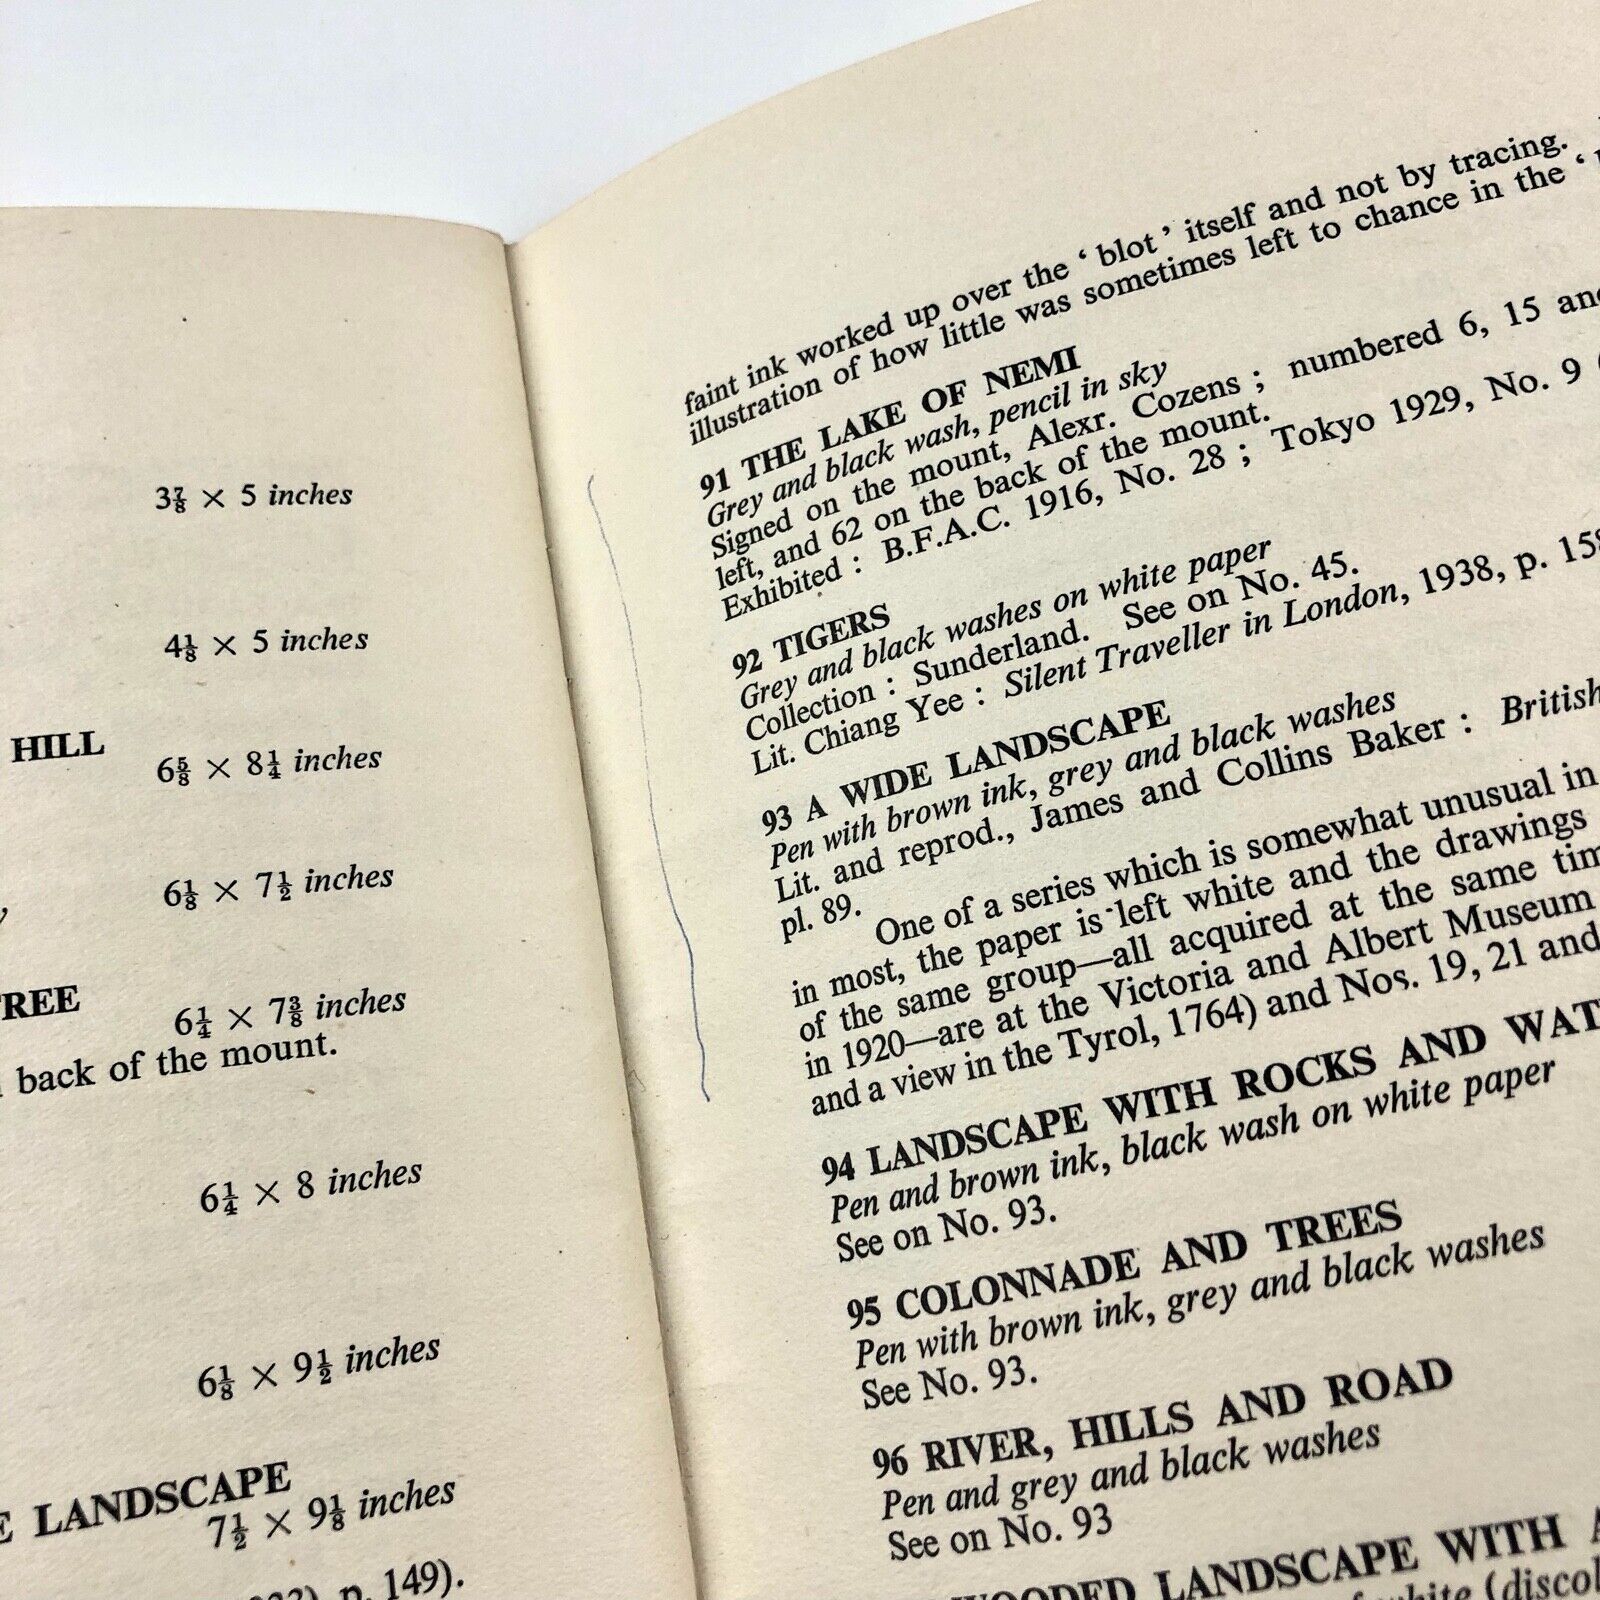 3⅞ × 5 inches
4⅛ × 5 inches
HILL
6⅝ × 8¼ inches
6⅛ × 7½ inches
6¼ × 7⅜ inches
back of the mount.
6¼ × 8 inches
6⅛ × 9½ inches
LANDSCAPE
7½ × 9⅛ inches
p. 149).
faint ink worked up over the ‘ blot ’ itself and not by tracing.
illustration of how little was sometimes left to chance in the ‘
91 THE LAKE OF NEMI
Grey and black wash, pencil in sky
Signed on the mount, Alexr. Cozens ; numbered 6, 15 and
left, and 62 on the back of the mount.
Exhibited : B.F.A.C. 1916, No. 28 ; Tokyo 1929, No. 9 (
92 TIGERS
Grey and black washes on white paper
Collection : Sunderland. See on No. 45.
Lit. Chiang Yee : Silent Traveller in London, 1938, p. 158
93 A WIDE LANDSCAPE
Pen with brown ink, grey and black washes
Lit. and reprod., James and Collins Baker : British
pl. 89.
One of a series which is somewhat unusual in
in most, the paper is left white and the drawings
of the same group—all acquired at the same tim
in 1920—are at the Victoria and Albert Museum
and a view in the Tyrol, 1764) and Nos. 19, 21 and
94 LANDSCAPE WITH ROCKS AND WAT
Pen and brown ink, black wash on white paper
See on No. 93.
95 COLONNADE AND TREES
Pen with brown ink, grey and black washes
See No. 93.
96 RIVER, HILLS AND ROAD
Pen and grey and black washes
See on No. 93
WOODED LANDSCAPE WITH A
white (discol